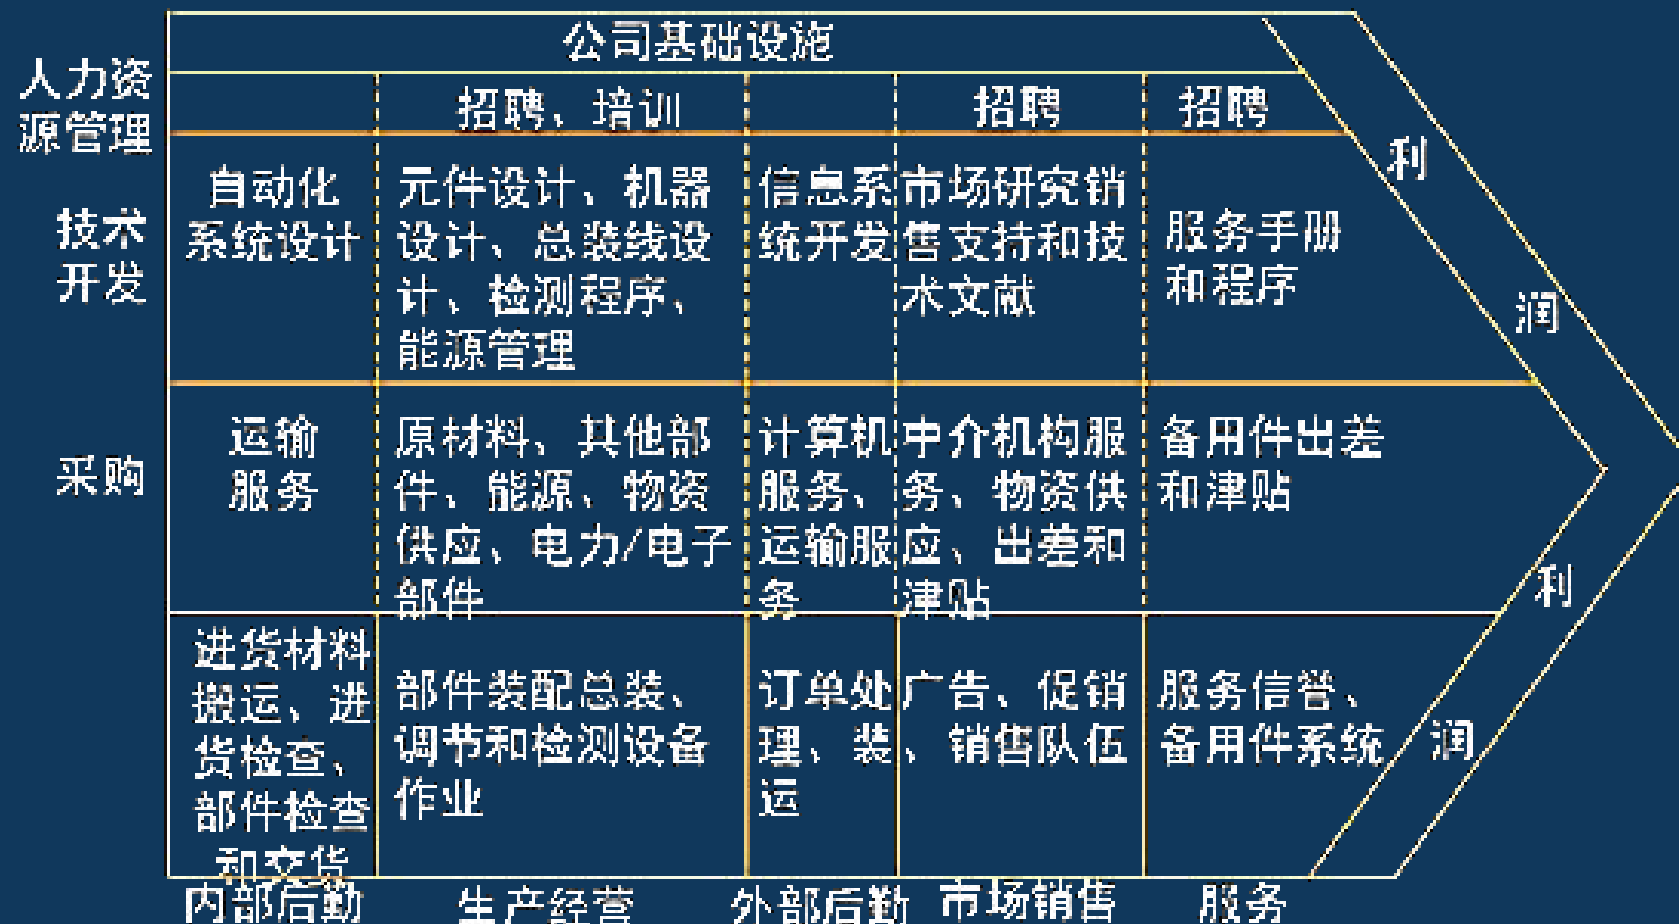 公司基础设施
人力资
源管理
招聘、培训
招聘
招聘
技术
开发
自动化
系统设计
元件设计、机器
设计、总装线设
计、检测程序、
能源管理
信息系
统开发
市场研究销
售支持和技
术文献
服务手册
和程序
采购
运输
服务
原材料、其他部
件、能源、物资
供应、电力/电子
部件
计算机
服务、
运输服
务
中介机构服
务、物资供
应、出差和
津贴
备用件出差
和津贴
进货材料
搬运、进
货检查、
部件检查
和交货
部件装配总装、
调节和检测设备
作业
订单处
理、装
运
广告、促销
、销售队伍
服务信誉、
备用件系统
利
润
利
润
内部后勤
生产经营
外部后勤
市场销售
服务